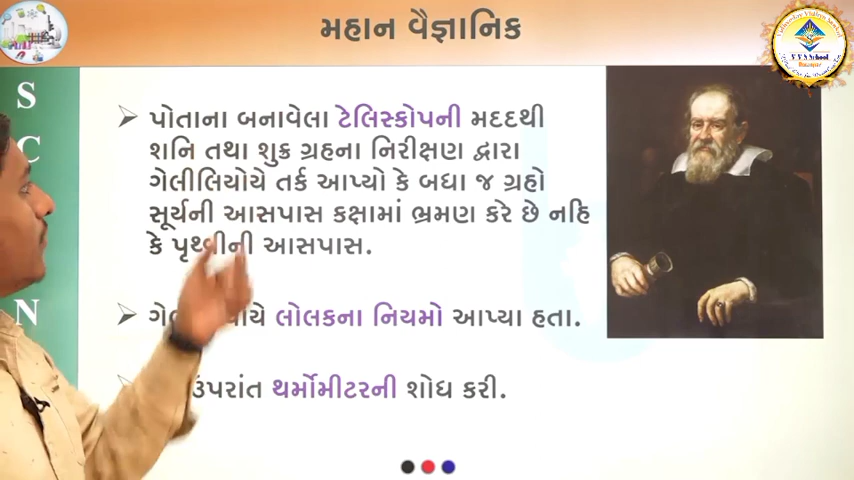 મહાન વૈજ્ઞાનિક
S
C
N
પોતાના બનાવેલા ટેલિસ્કોપની મદદથી
શનિ તથા શુક્ર ગ્રહના નિરીક્ષણ દ્વારા
ગેલીલિયોયે તર્ક આપ્યો કે બધા જ ગ્રહો
સૂર્યની આસપાસ કક્ષામાં ભ્રમણ કરે છે નહિ
કે પૃથ્વીની આસપાસ.
લોલકના નિયમો આપ્યા હતા.
ઉપરાંત થર્મોમીટરની શોધ કરી.
V V S School